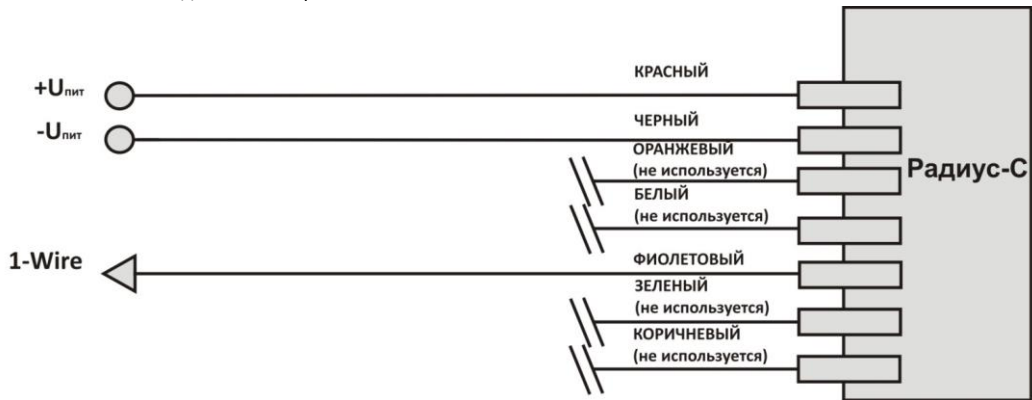 КРАСНЫЙ
+Uпит
ЧЕРНЫЙ
-Uпит
ОРАНЖЕВЫЙ
(не используется)
Радиус-С
БЕЛЫЙ
(не используется)
1-Wire
ФИОЛЕТОВЫЙ
ЗЕЛЕНЫЙ
(не используется)
КОРИЧНЕВЫЙ
(не используется)